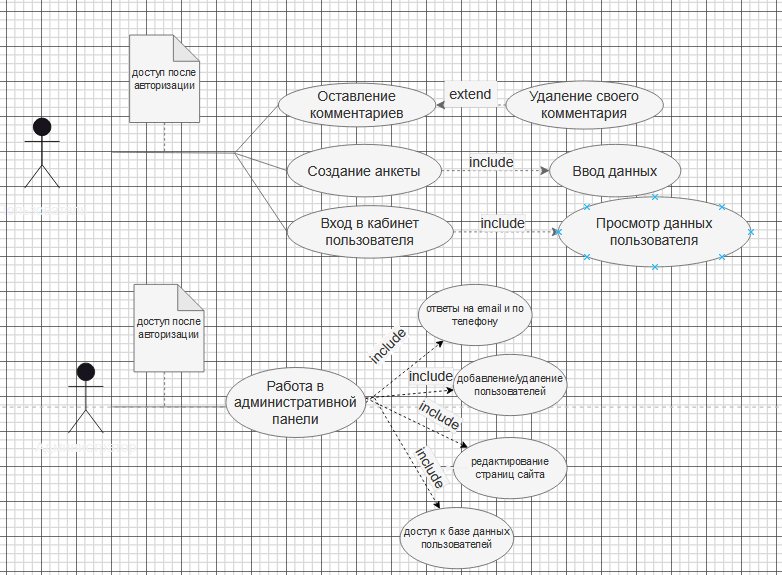 доступ после
авторизации
Оставление
комментариев
extend
Удаление своего
комментария
Создание анкеты
include
Ввод данных
Вход в кабинет
пользователя
include
Просмотр данных
пользователя
доступ после
авторизации
ответы на email и по
телефону
include
Работа в
административной
панели
include
добавление/удаление
пользователей
include
редактирование
страниц сайта
include
доступ к базе данных
пользователей